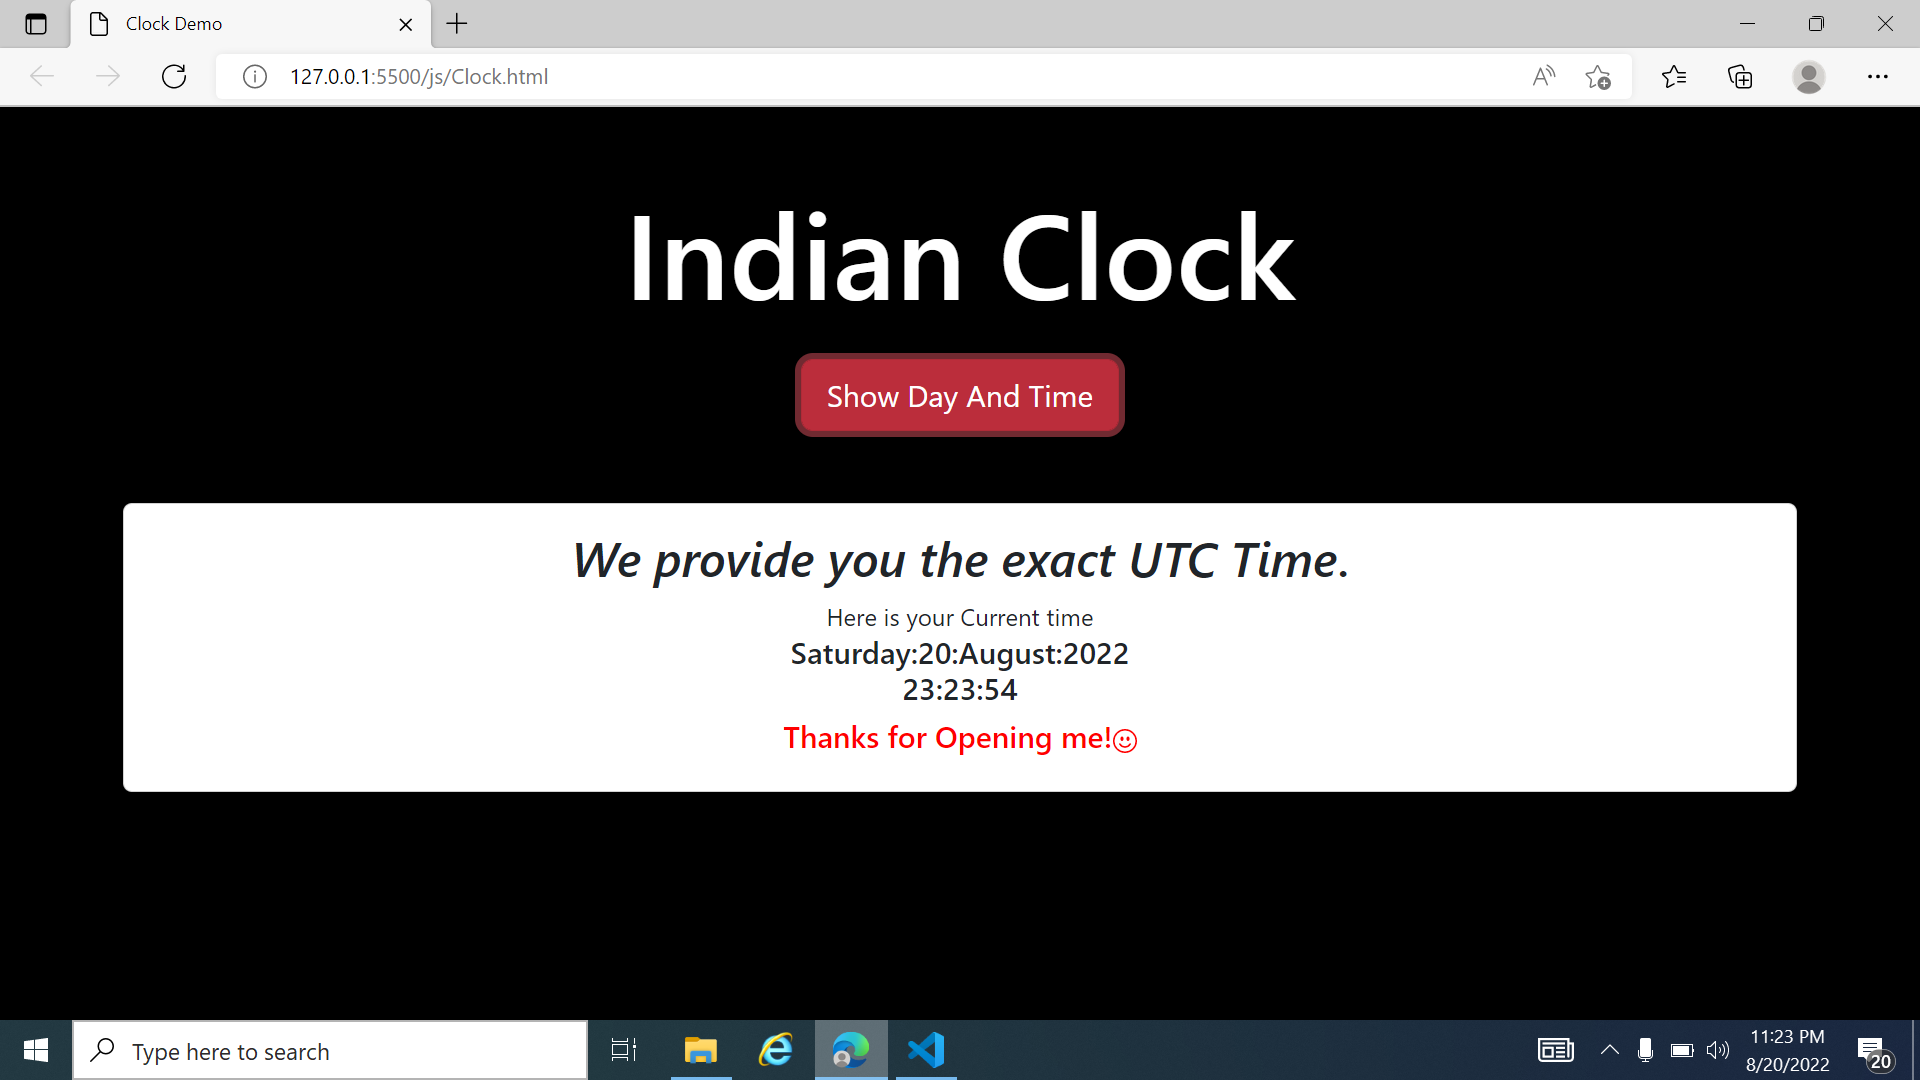 Clock Demo
127.0.0.1:5500/js/Clock.html
Indian Clock
Show Day And Time
We provide you the exact UTC Time.
Here is your Current time
Saturday:20:August:2022
23:23:54
Thanks for Opening me!
Type here to search
11:23 PM
8/20/2022
20